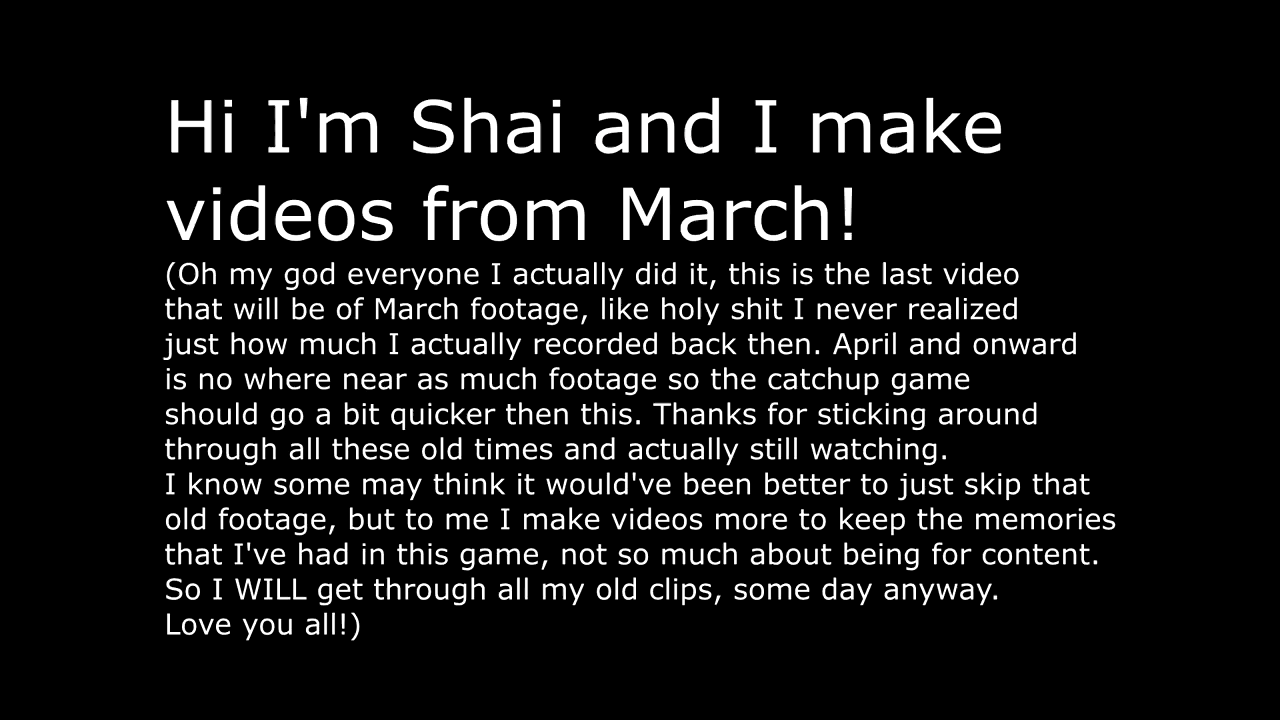 Hi I'm Shai and I make
videos from March!
(Oh my god everyone I actually did it, this is the last video
that will be of March footage, like holy shit I never realized
just how much I actually recorded back then. April and onward
is no where near as much footage so the catchup game
should go a bit quicker then this. Thanks for sticking around
through all these old times and actually still watching.
I know some may think it would've been better to just skip that
old footage, but to me I make videos more to keep the memories
that I've had in this game, not so much about being for content.
So I WILL get through all my old clips, some day anyway.
Love you all!)